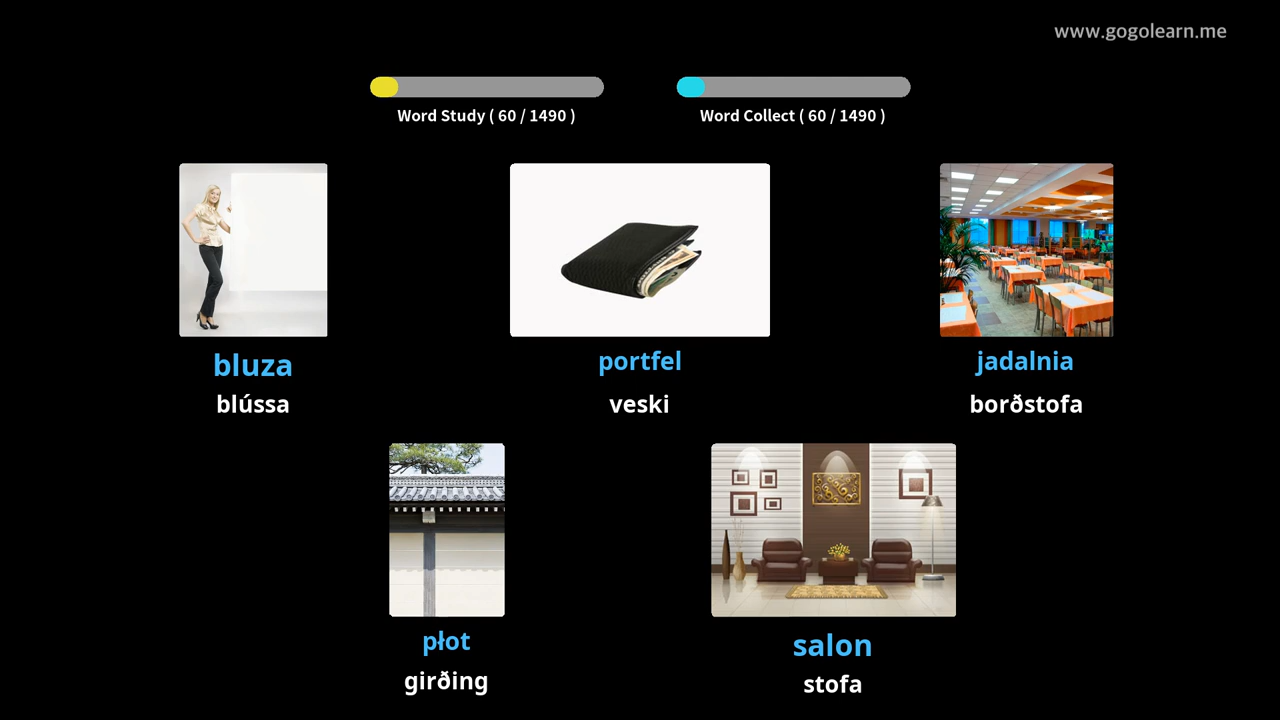 www.gogolearn.me
Word Study ( 60 / 1490 )
Word Collect ( 60 / 1490 )
bluza
blússa
portfel
veski
jadalnia
borðstofa
płot
girðing
salon
stofa